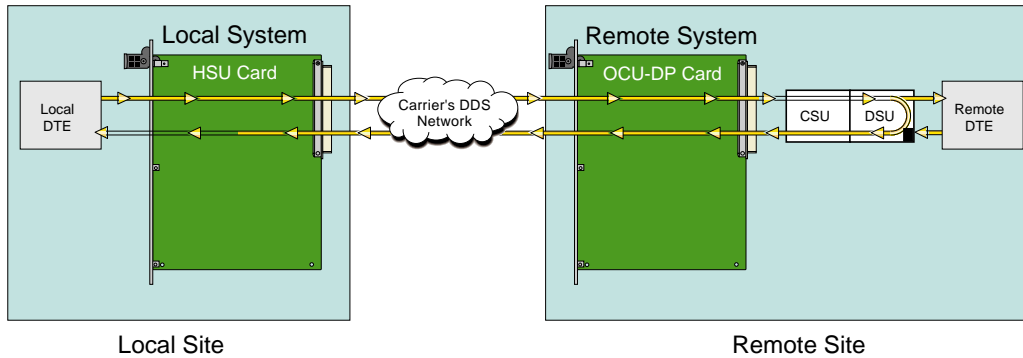 Local System
Remote System
HSU Card
OCU-DP Card
Local
DTE
Carrier's DDS
Network
CSU
DSU
Remote
DTE
Local Site
Remote Site